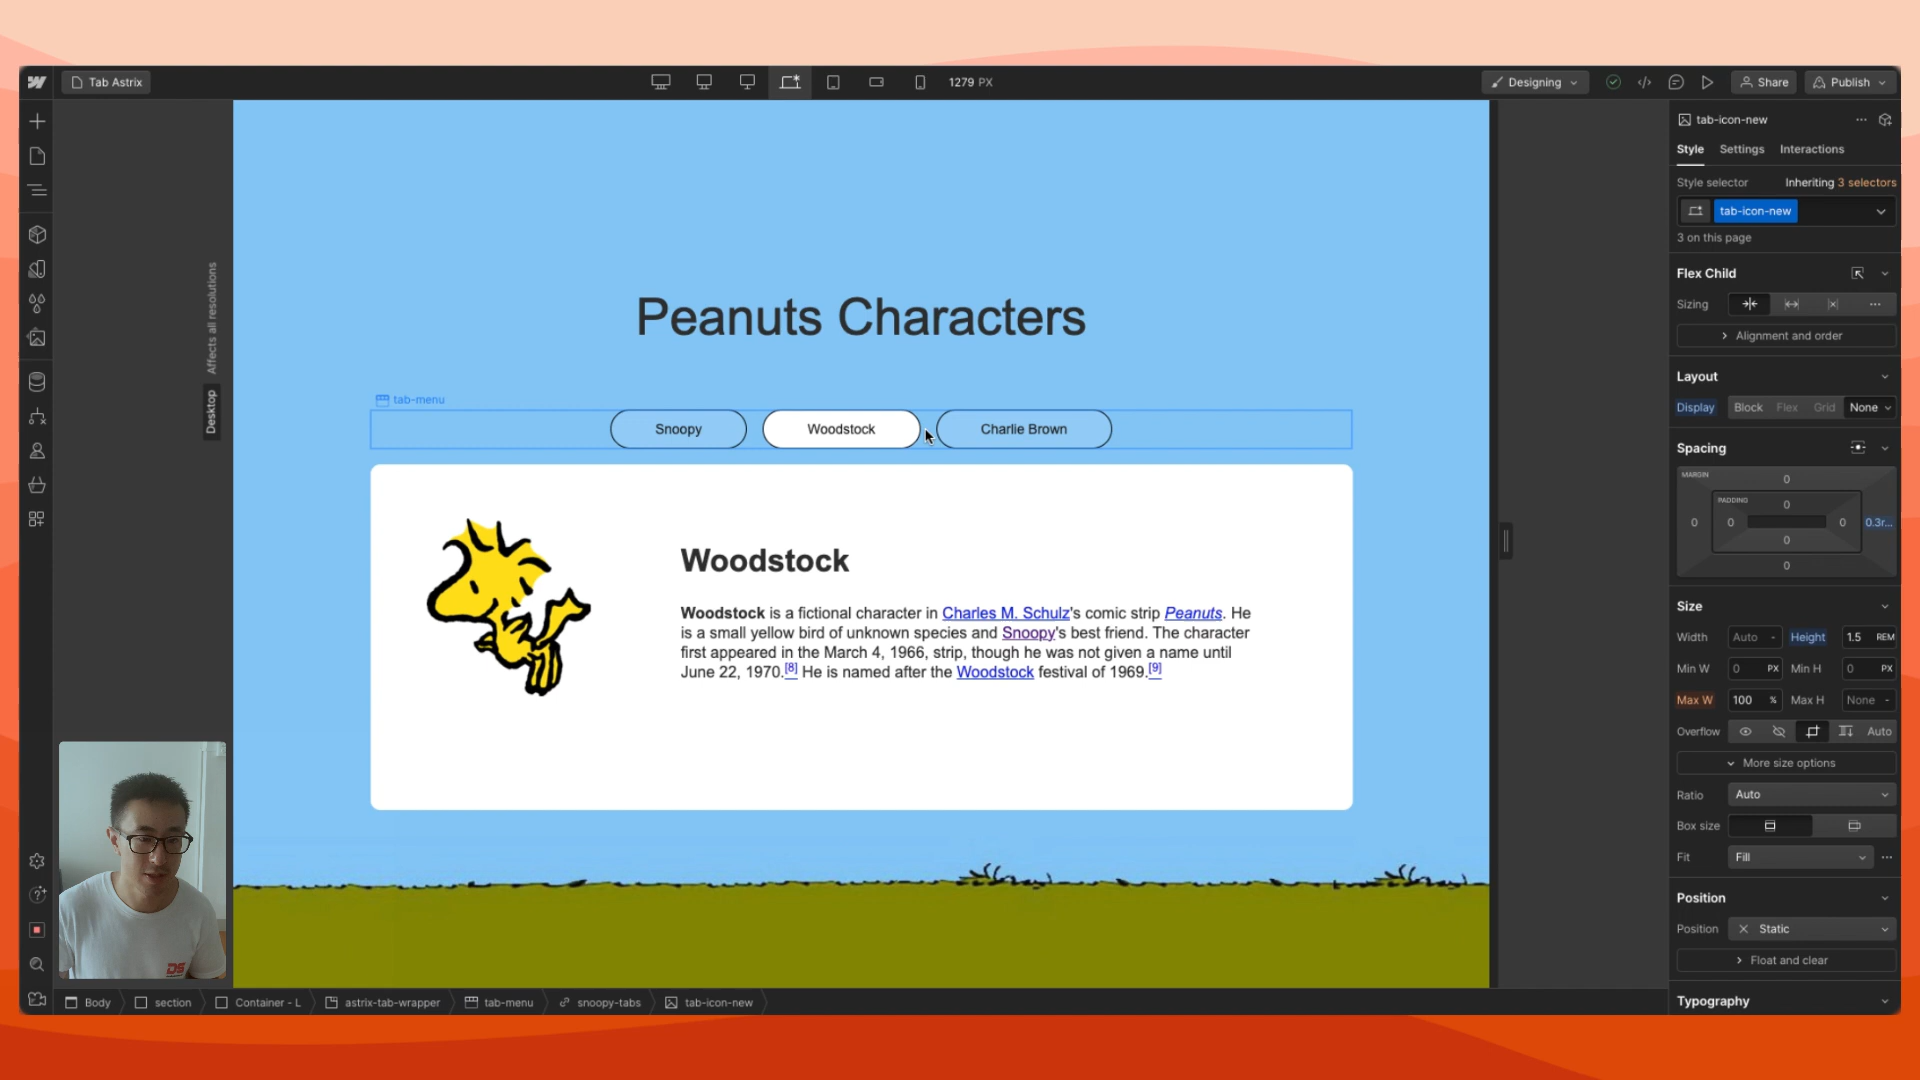 Tab Astrix
1279 PX
Designing
Share
Publish
tab-icon-new
Style Settings Interactions
Style selector Inheriting 3 selectors
tab-icon-new
3 on this page
Flex Child
Sizing
Alignment and order
Layout
Display Block Flex Grid None
Spacing
MARGIN
0
PADDING
0
0 0 0 0.3r...
0
0
Size
Width Auto - Height 1.5 REM
Min W 0 PX Min H 0 PX
Max W 100 % Max H None -
Overflow Auto
More size options
Ratio Auto
Box size
Fit Fill
Position
Position Static
Float and clear
Typography
Desktop Affects all resolutions
Peanuts Characters
tab-menu
Snoopy Woodstock Charlie Brown
Woodstock
Woodstock is a fictional character in Charles M. Schulz's comic strip Peanuts. He
is a small yellow bird of unknown species and Snoopy's best friend. The character
first appeared in the March 4, 1966, strip, though he was not given a name until
June 22, 1970.[8] He is named after the Woodstock festival of 1969.[9]
Body section Container - L astrix-tab-wrapper tab-menu snoopy-tabs tab-icon-new